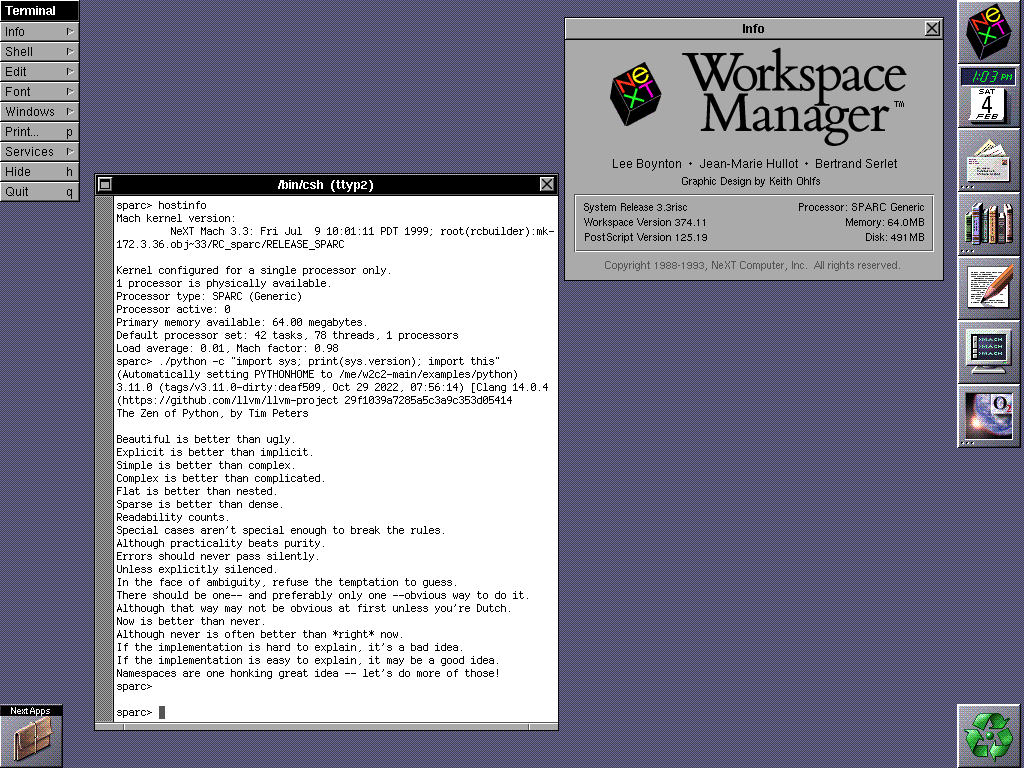 Terminal
Info
Shell
Edit
Font
Windows
Print... p
Services
Hide h
Quit q
/bin/csh (ttyp2)
sparc> hostinfo
Mach kernel version:
NeXT Mach 3.3: Fri Jul  9 10:01:11 PDT 1999; root(rcbuilder):mk-
172.3.36.obj~33/RC_sparc/RELEASE_SPARC
Kernel configured for a single processor only.
1 processor is physically available.
Processor type: SPARC (Generic)
Processor active: 0
Primary memory available: 64.00 megabytes.
Default processor set: 42 tasks, 78 threads, 1 processors
Load average: 0.01, Mach factor: 0.98
sparc> ./python -c "import sys; print(sys.version); import this"
(Automatically setting PYTHONHOME to /me/w2c2-main/examples/python)
3.11.0 (tags/v3.11.0-dirty:deaf509, Oct 29 2022, 07:56:14) [Clang 14.0.4
(https://github.com/llvm/llvm-project 29f1039a7285a5c3a9c353d05414
The Zen of Python, by Tim Peters
Beautiful is better than ugly.
Explicit is better than implicit.
Simple is better than complex.
Complex is better than complicated.
Flat is better than nested.
Sparse is better than dense.
Readability counts.
Special cases aren't special enough to break the rules.
Although practicality beats purity.
Errors should never pass silently.
Unless explicitly silenced.
In the face of ambiguity, refuse the temptation to guess.
There should be one-- and preferably only one --obvious way to do it.
Although that way may not be obvious at first unless you're Dutch.
Now is better than never.
Although never is often better than *right* now.
If the implementation is hard to explain, it's a bad idea.
If the implementation is easy to explain, it may be a good idea.
Namespaces are one honking great idea -- let's do more of those!
sparc>
sparc>
Info
NeXT
Workspace
Manager™
Lee Boynton • Jean-Marie Hullot • Bertrand Serlet
Graphic Design by Keith Ohlfs
System Release 3.3risc Processor: SPARC Generic
Workspace Version 374.11 Memory: 64.0MB
PostScript Version 125.19 Disk: 491MB
Copyright 1988-1993, NeXT Computer, Inc.  All rights reserved.
NeXT
1:03 PM
SAT
4
FEB
>MACH
>MACH
>MACH
O2
Next Apps